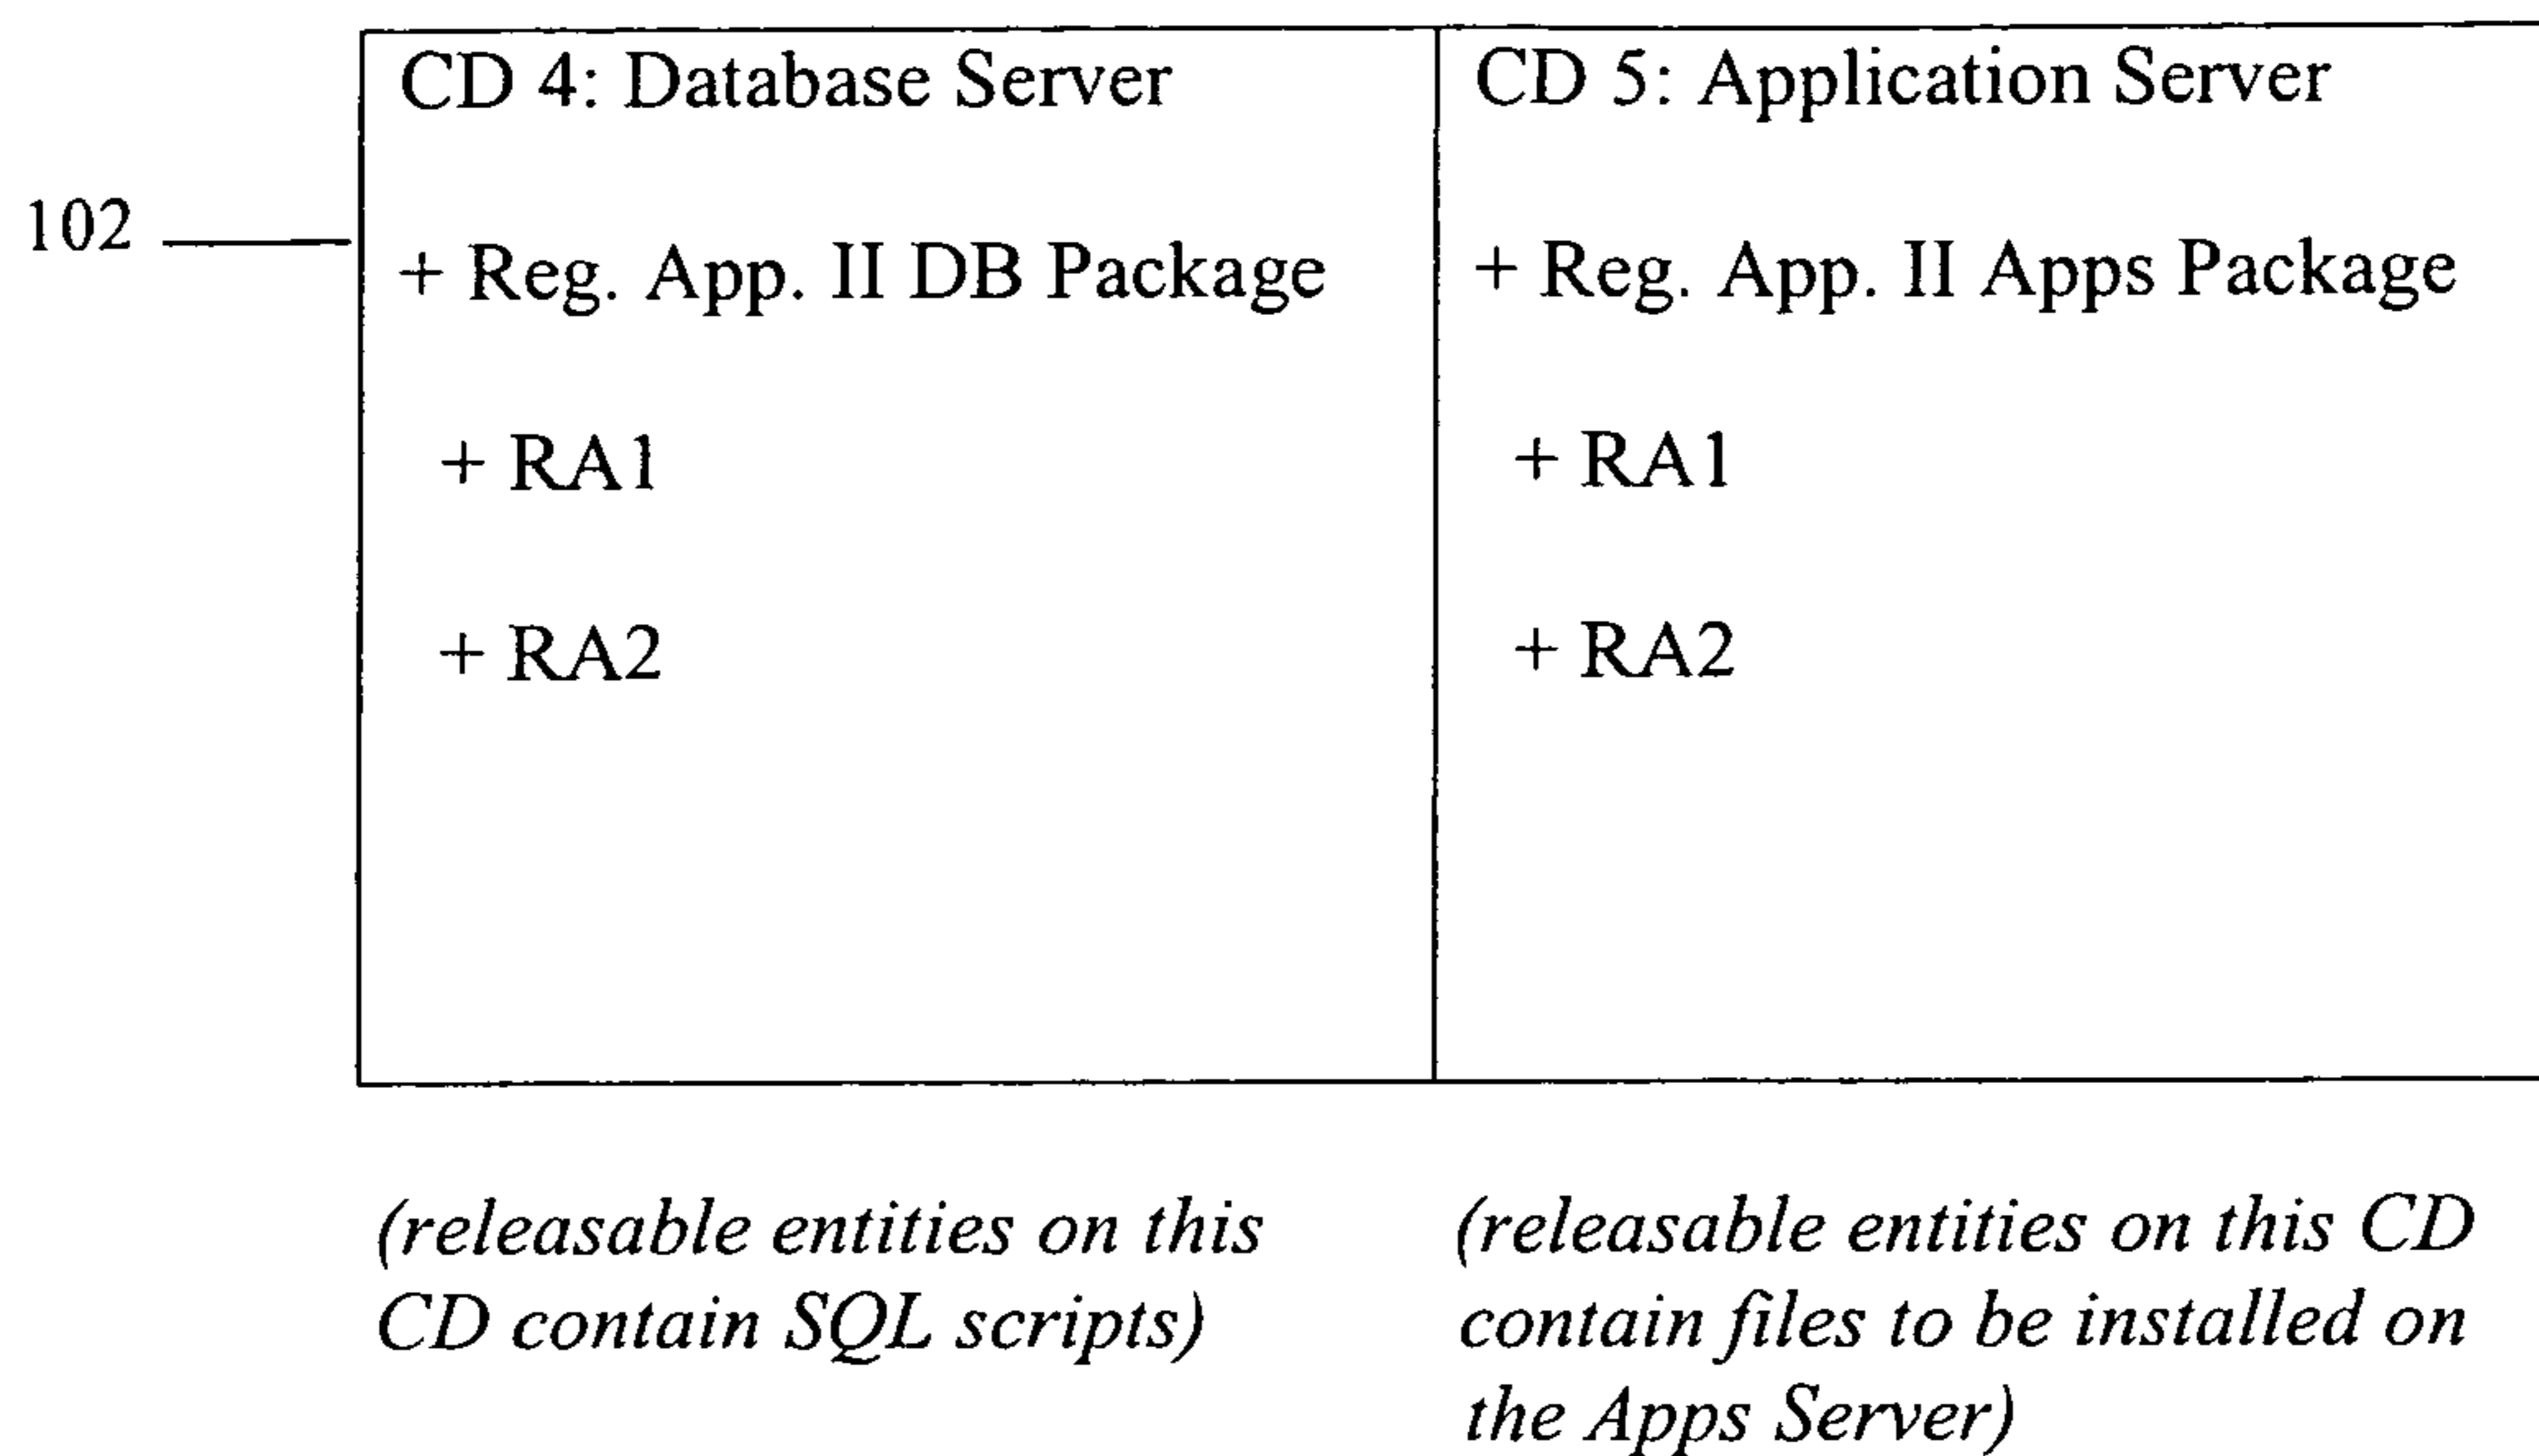 CD 4: Database Server
102
+ Reg. App. II DB Package
+ RA1
+ RA2
(releasable entities on this
CD contain SQL scripts)
CD 5: Application Server
+ Reg. App. II Apps Package
+ RA1
+ RA2
(releasable entities on this CD
contain files to be installed on
the Apps Server)